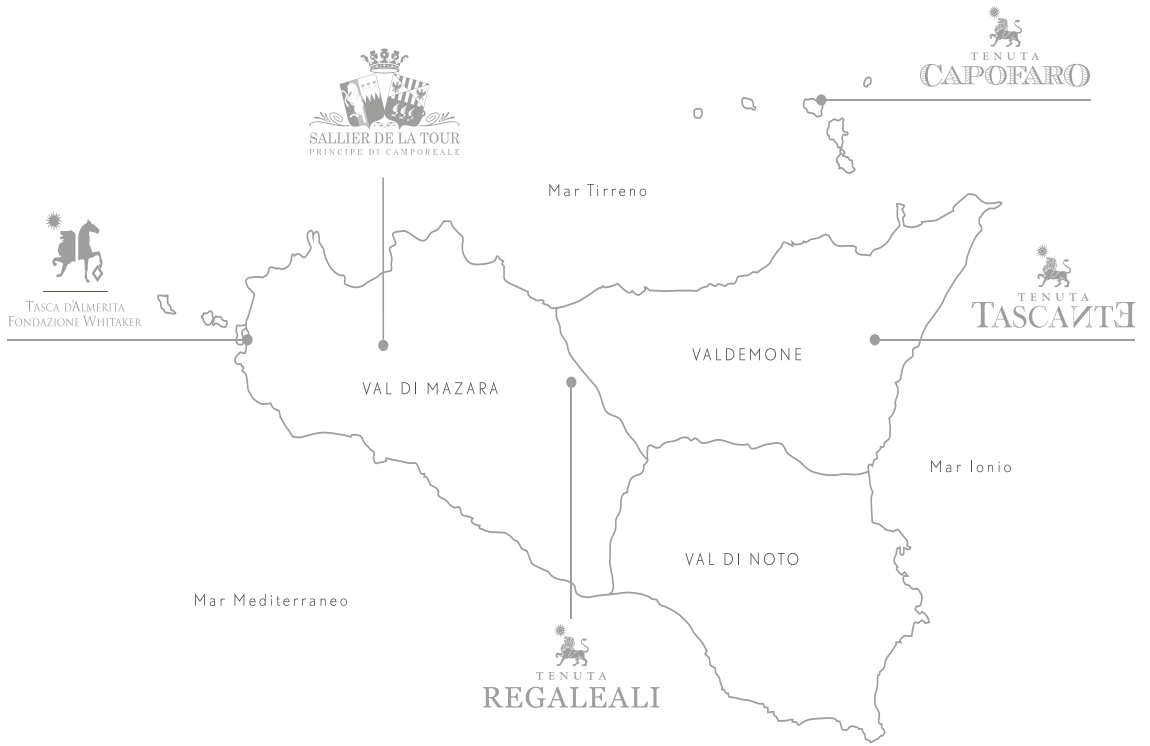 TENUTA
CAPOFARO
SALLIER DE LA TOUR
PRINCIPE DI CAMPOREALE
Mar Tirreno
TASCA D'ALMERITA
FONDAZIONE WHITAKER
TENUTA
TASCANTE
VALDEMONE
VAL DI MAZARA
Mar Ionio
VAL DI NOTO
Mar Mediterraneo
TENUTA
REGALEALI